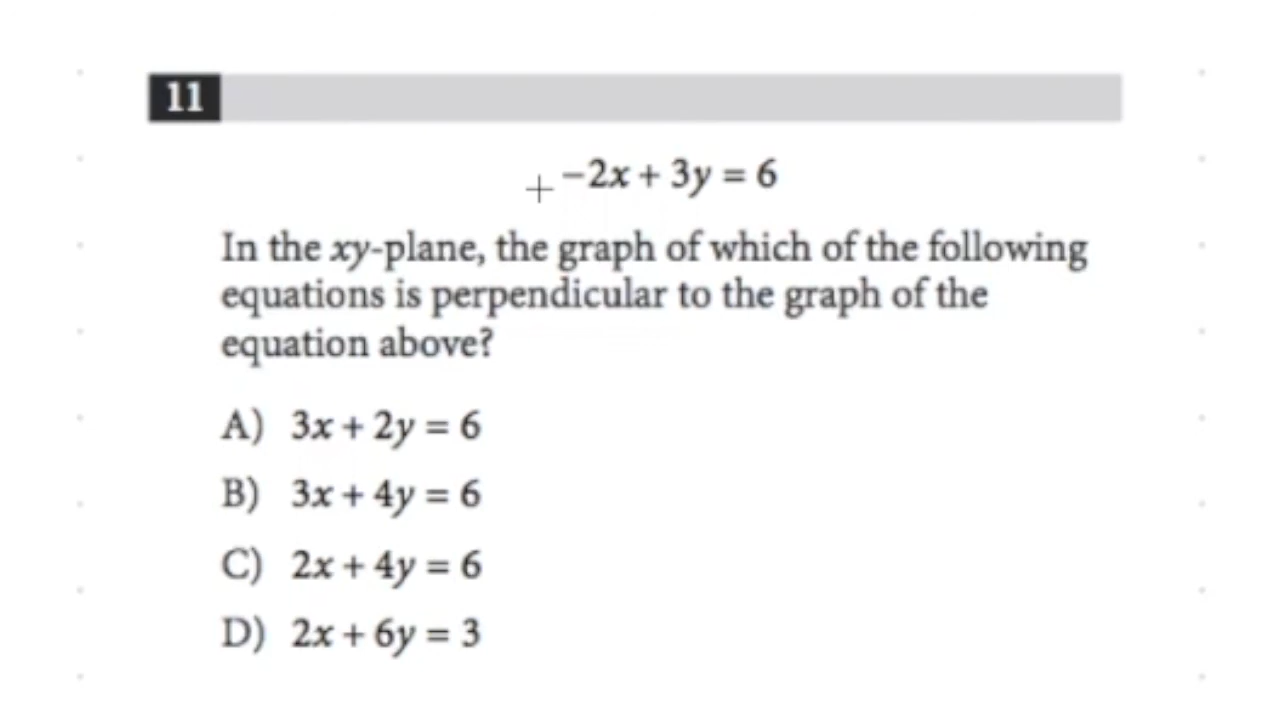 11
−2x + 3y = 6
In the xy-plane, the graph of which of the following
equations is perpendicular to the graph of the
equation above?
A) 3x + 2y = 6
B) 3x + 4y = 6
C) 2x + 4y = 6
D) 2x + 6y = 3